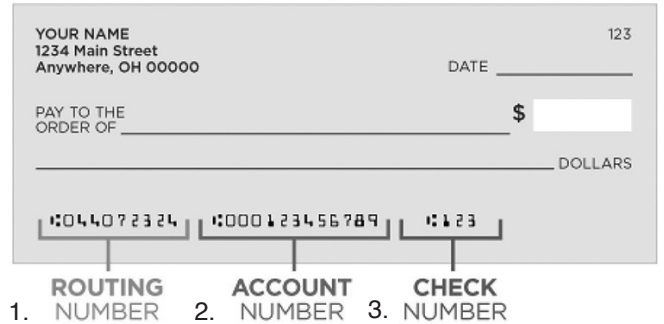 YOUR NAME 123
1234 Main Street
Anywhere, OH 00000
DATE
PAY TO THE
ORDER OF
$
DOLLARS
⑆044072324 ⑆000123456789 ⑆123
1. ROUTING NUMBER
2. ACCOUNT NUMBER
3. CHECK NUMBER